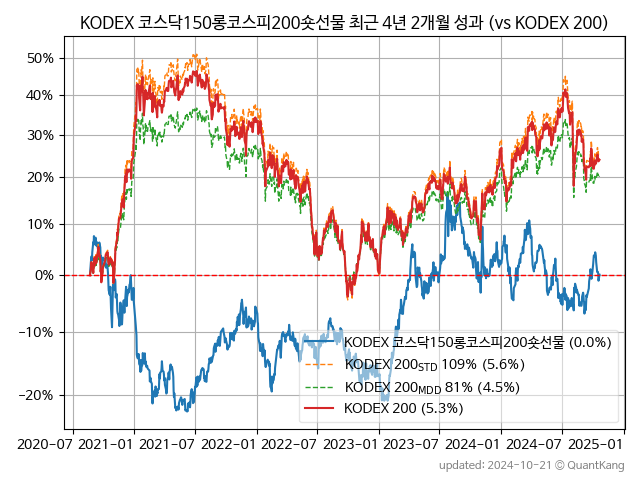 KODEX 코스닥150롱코스피200숏선물 최근 4년 2개월 성과 (vs KODEX 200)
50%
40%
30%
20%
10%
0%
-10%
-20%
KODEX 코스닥150롱코스피200숏선물 (0.0%)
KODEX 200STD 109% (5.6%)
KODEX 200MDD 81% (4.5%)
KODEX 200 (5.3%)
2020-07 2021-01 2021-07 2022-01 2022-07 2023-01 2023-07 2024-01 2024-07 2025-01
updated: 2024-10-21 © QuantKang